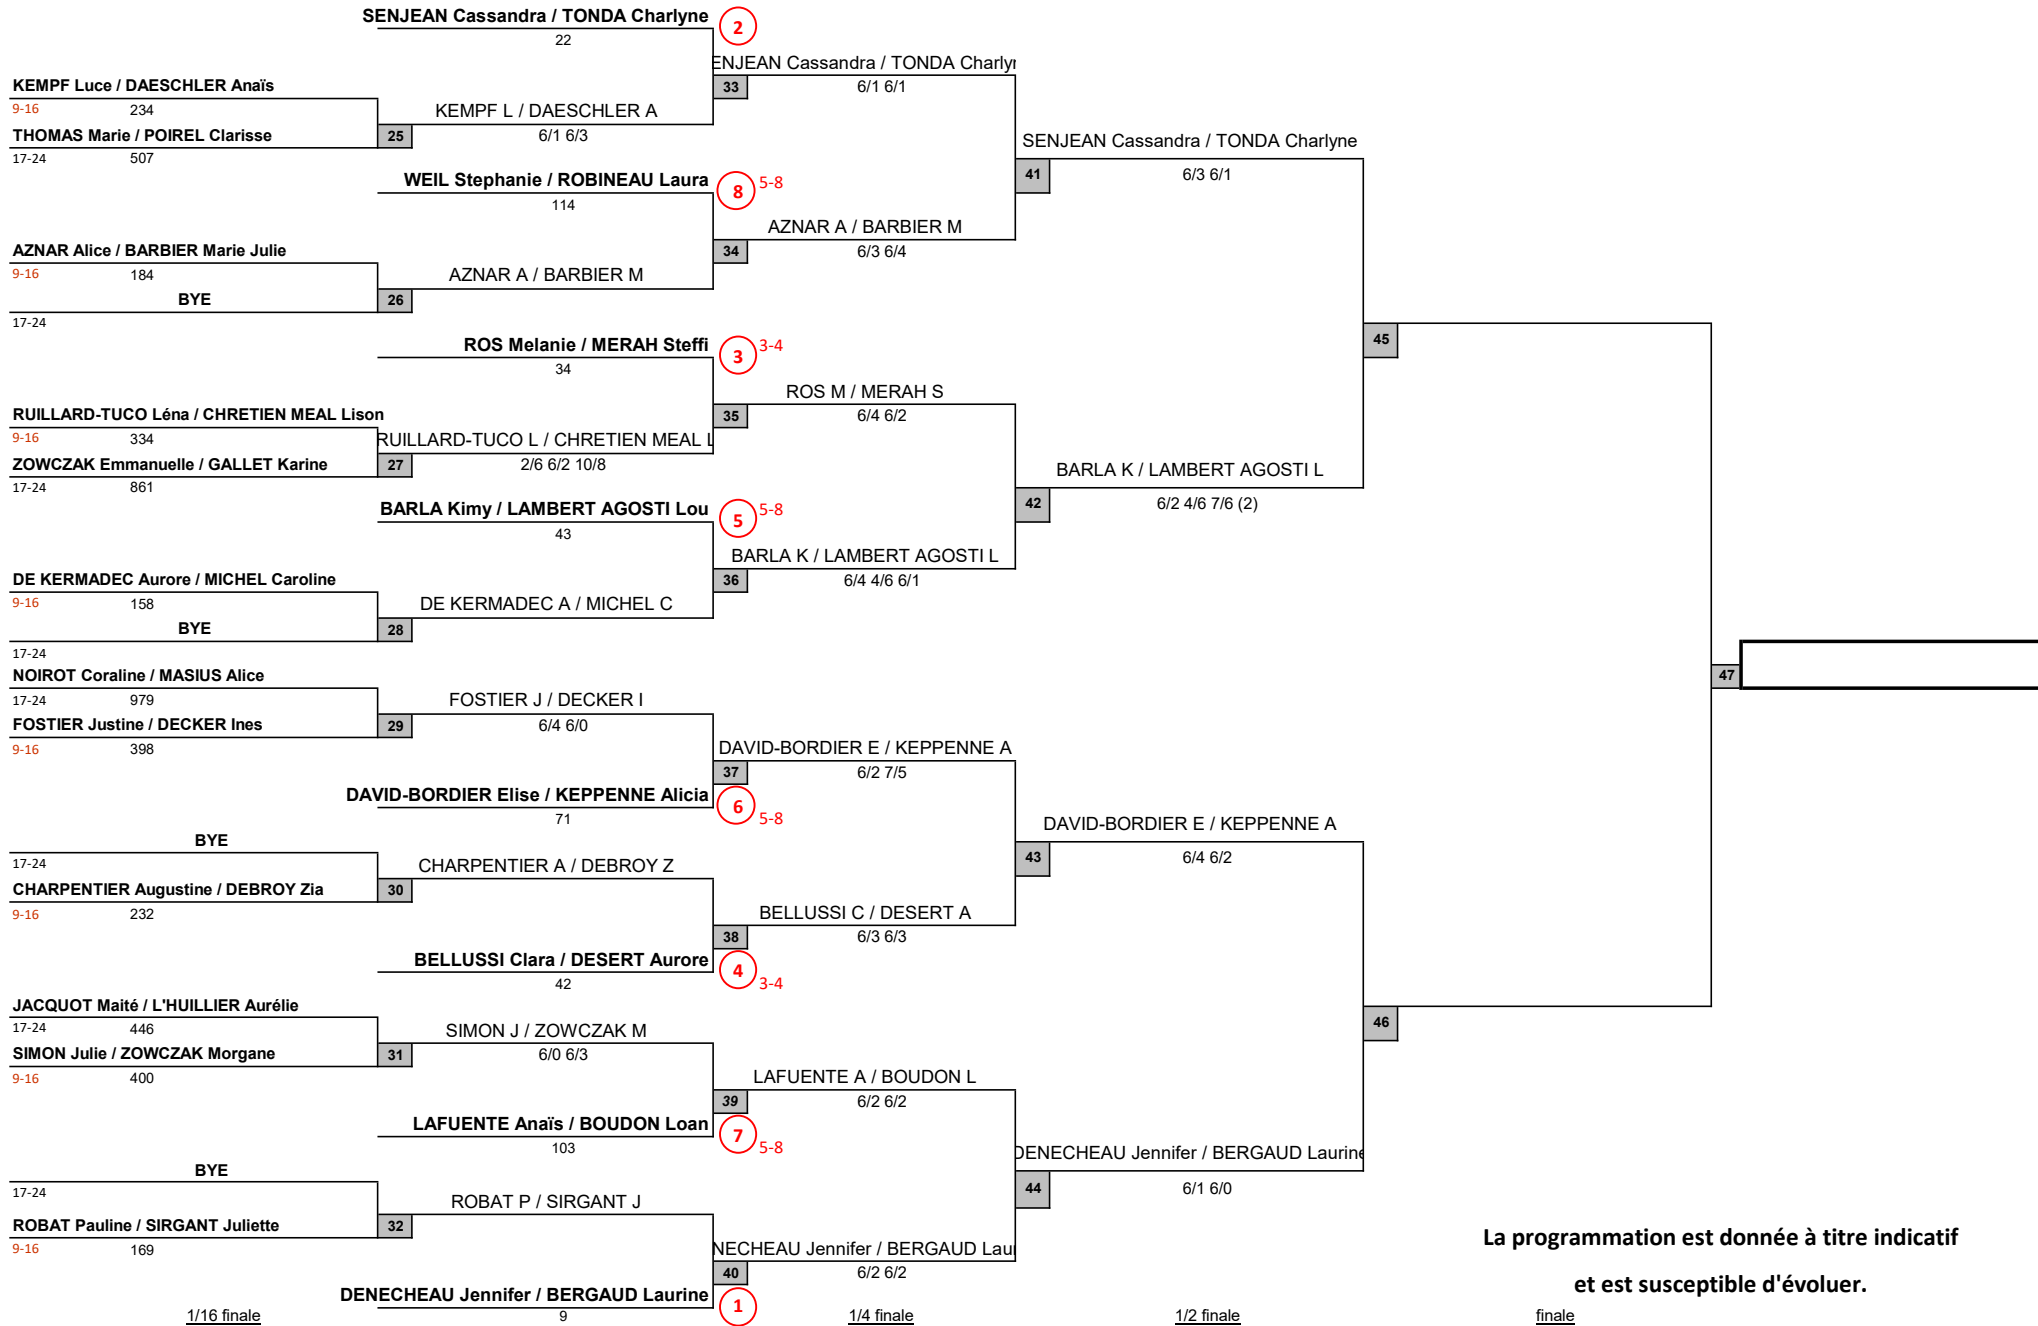 SENJEAN Cassandra / TONDA Charlyne
2
22
ENJEAN Cassandra / TONDA Charlyr
KEMPF Luce / DAESCHLER Anaïs
33
6/1 6/1
9-16 234
KEMPF L / DAESCHLER A
THOMAS Marie / POIREL Clarisse
25
6/1 6/3
17-24 507
SENJEAN Cassandra / TONDA Charlyne
WEIL Stephanie / ROBINEAU Laura
8
5-8
41
6/3 6/1
114
AZNAR A / BARBIER M
AZNAR Alice / BARBIER Marie Julie
34
6/3 6/4
9-16 184
AZNAR A / BARBIER M
BYE
26
17-24
ROS Melanie / MERAH Steffi
3
3-4
45
34
ROS M / MERAH S
RUILLARD-TUCO Léna / CHRETIEN MEAL Lison
35
6/4 6/2
9-16 334
RUILLARD-TUCO L / CHRETIEN MEAL L
ZOWCZAK Emmanuelle / GALLET Karine
27
2/6 6/2 10/8
BARLA K / LAMBERT AGOSTI L
17-24 861
BARLA Kimy / LAMBERT AGOSTI Lou
5
5-8
42
6/2 4/6 7/6 (2)
43
BARLA K / LAMBERT AGOSTI L
DE KERMADEC Aurore / MICHEL Caroline
36
6/4 4/6 6/1
9-16 158
DE KERMADEC A / MICHEL C
BYE
28
17-24
NOIROT Coraline / MASIUS Alice
47
17-24 979
FOSTIER J / DECKER I
FOSTIER Justine / DECKER Ines
29
6/4 6/0
9-16 398
DAVID-BORDIER E / KEPPENNE A
37
6/2 7/5
DAVID-BORDIER Elise / KEPPENNE Alicia
6
5-8
71
DAVID-BORDIER E / KEPPENNE A
BYE
17-24
CHARPENTIER A / DEBROY Z
43
6/4 6/2
CHARPENTIER Augustine / DEBROY Zia
30
9-16 232
BELLUSSI C / DESERT A
38
6/3 6/3
BELLUSSI Clara / DESERT Aurore
4
3-4
42
JACQUOT Maité / L'HUILLIER Aurélie
17-24 446
SIMON J / ZOWCZAK M
46
SIMON Julie / ZOWCZAK Morgane
31
6/0 6/3
9-16 400
LAFUENTE A / BOUDON L
39
6/2 6/2
LAFUENTE Anaïs / BOUDON Loan
7
5-8
103
DENECHEAU Jennifer / BERGAUD Laurine
BYE
17-24
44
6/1 6/0
ROBAT P / SIRGANT J
ROBAT Pauline / SIRGANT Juliette
32
9-16 169
NECHEAU Jennifer / BERGAUD Lau
La programmation est donnée à titre indicatif
40
6/2 6/2
et est susceptible d'évoluer.
DENECHEAU Jennifer / BERGAUD Laurine
1
9
1/16 finale
1/4 finale
1/2 finale
finale